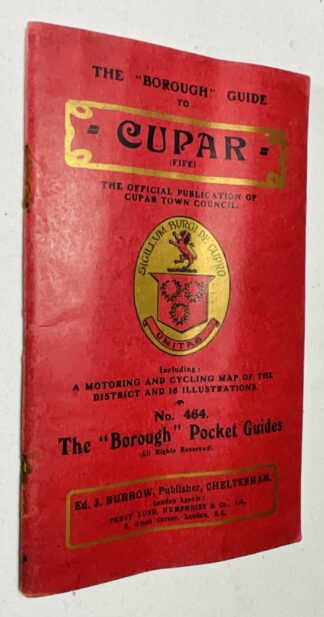 THE "BOROUGH" GUIDE
TO
- CUPAR -
(FIFE)
THE OFFICIAL PUBLICATION OF
CUPAR TOWN COUNCIL.
SIGILLUM BURGI DE CUPRO
UNITAS
Including:
A MOTORING AND CYCLING MAP OF THE
DISTRICT AND 16 ILLUSTRATIONS.
No. 464.
The "Borough" Pocket Guides
(All Rights Reserved).
Ed. J. BURROW, Publisher, CHELTENHAM.
London Agents:
PERCY LUND, HUMPHRIES & Co., Ltd.,
3, Amen Corner, London, E.C.